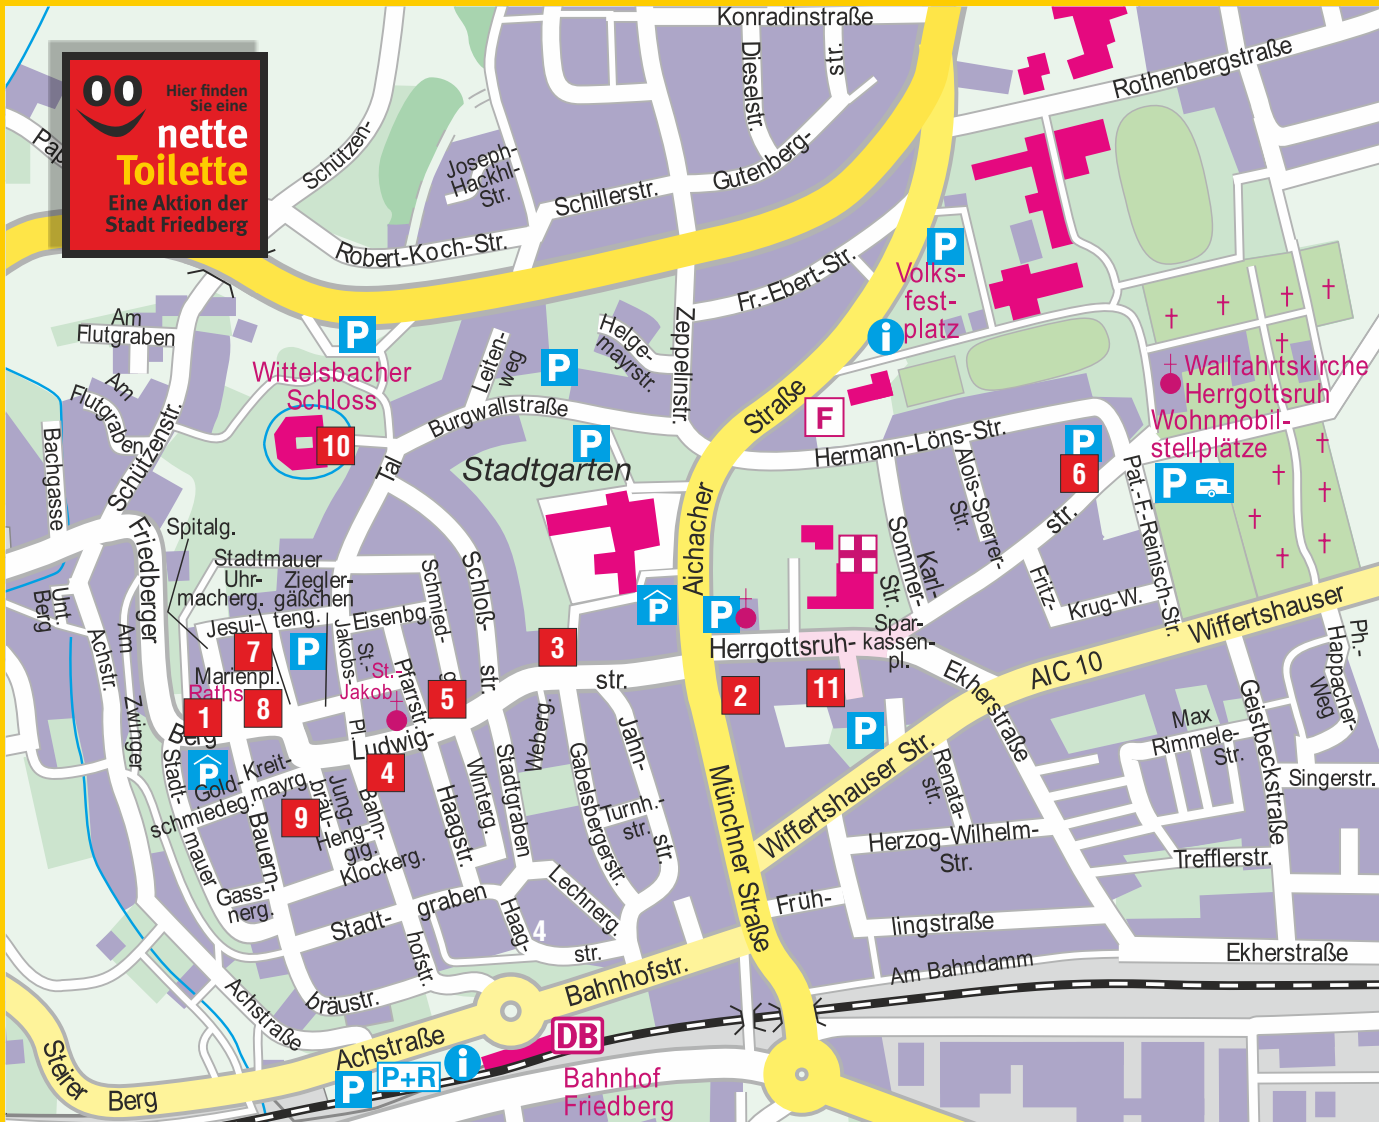 Hier finden
Sie eine
nette
Toilette
Eine Aktion der
Stadt Friedberg
Konradinstraße
Dieselstr.
str.
Rothenbergstraße
Schützen-
Joseph-
Hackhl-
Str.
Gutenberg-
Schillerstr.
Robert-Koch-Str.
Fr.-Ebert-Str.
P
Volks-
fest-
platz
i
Am
Flutgraben
P
Wittelsbacher
Schloss
10
Leiten-
weg
P
Helge-
mayrstr.
Zeppelinstr.
Burgwallstraße
P
Stadtgarten
Tal
Am
Flutgraben
Schützenstr.
Bachgasse
Straße
Aichacher
F
Hermann-Löns-Str.
Alois-Sperrer-
Str.
P
6
str.
Wallfahrtskirche
Herrgottsruh
Wohnmobil-
stellplätze
P
Pat.-F.-Reinisch-Str.
Friedberger
Berg
Spitalg.
Stadtmauer
Uhr-
macherg.
Ziegler-
gäßchen
Jesui-
teng.
Eisenbg.
Schmied-
g.
Schloß-
str.
Unt.
Berg
Achstr.
Am
Zwinger
7
P
Marienpl.
Raths
1
8
Jakobs-
St.-
Pl.
St.-
Jakob
Pfarrstr.
5
3
P
P
Herrgottsruh-
str.
Spar-
kassen-
pl.
Sommer-
Str.
Karl-
Fritz-
Krug-W.
Wiffertshauser
AIC 10
Ekherstraße
2
11
P
P
Ludwig-
4
Stadt-
mauer
Gold-
schmiedeg.
Kreit-
mayrg.
9
Jung-
bräu-
Heng-
gig.
Klockerg.
Bauern-
bräustr.
Gass-
nerg.
Bahn-
hofstr.
Haagstr.
Winterg.
Stadtgraben
Weberg.
Gabelsbergerstr.
Jahn-
str.
Turnh.-
str.
Lechnerg.
Stadt-
graben
Haag-
str.
4
Münchner Straße
Wiffertshauser Str.
Renata-
str.
Herzog-Wilhelm-
Str.
Früh-
lingstraße
Am Bahndamm
Max
Rimmele-
Str.
Geistbeckstraße
Ph.-
Happacher-
Weg
Singerstr.
Trefflerstr.
Ekherstraße
Achstraße
Bahnhofstr.
Achstraße
Steirer
Berg
P
P+R
i
DB
Bahnhof
Friedberg